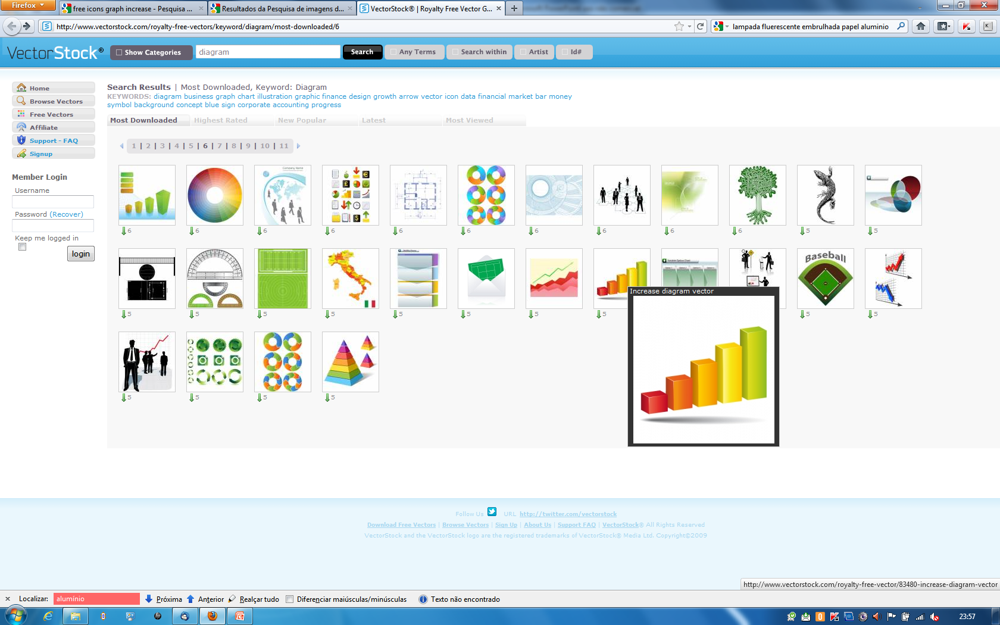 Firefox
free icons graph increase - Pesquisa ...
Resultados da Pesquisa de imagens d...
VectorStock® | Royalty Free Vector G...
http://www.vectorstock.com/royalty-free-vectors/keyword/diagram/most-downloaded/6
lampada fluerescente embrulhada papel aluminio
VectorStock®
Show Categories
diagram
Search
Any Terms
Search within
Artist
Id#
Home
Browse Vectors
Free Vectors
Affiliate
Support - FAQ
Signup
Member Login
Username
Password (Recover)
Keep me logged in
login
Search Results | Most Downloaded, Keyword: Diagram
KEYWORDS: diagram business graph chart illustration graphic finance design growth arrow vector icon data financial market bar money
symbol background concept blue sign corporate accounting progress
Most Downloaded
Highest Rated
New Popular
Latest
Most Viewed
1 | 2 | 3 | 4 | 5 | 6 | 7 | 8 | 9 | 10 | 11
Company Name
6 6 6 6 6 6 6 6 6 6 5 5
Baseball
5 5 5 5 5 5 5 5 5
Increase diagram vector
5 5 5 5
Follow Us URL http://twitter.com/vectorstock
Download Free Vectors | Browse Vectors | Sign Up | About Us | Support FAQ | VectorStock® All Rights Reserved
VectorStock and the VectorStock logo are the registered trademarks of VectorStock® Media Ltd. Copyright©2009
http://www.vectorstock.com/royalty-free-vector/83480-increase-diagram-vector
Localizar: alumínio Próxima Anterior Realçar tudo Diferenciar maiúsculas/minúsculas Texto não encontrado
23:57